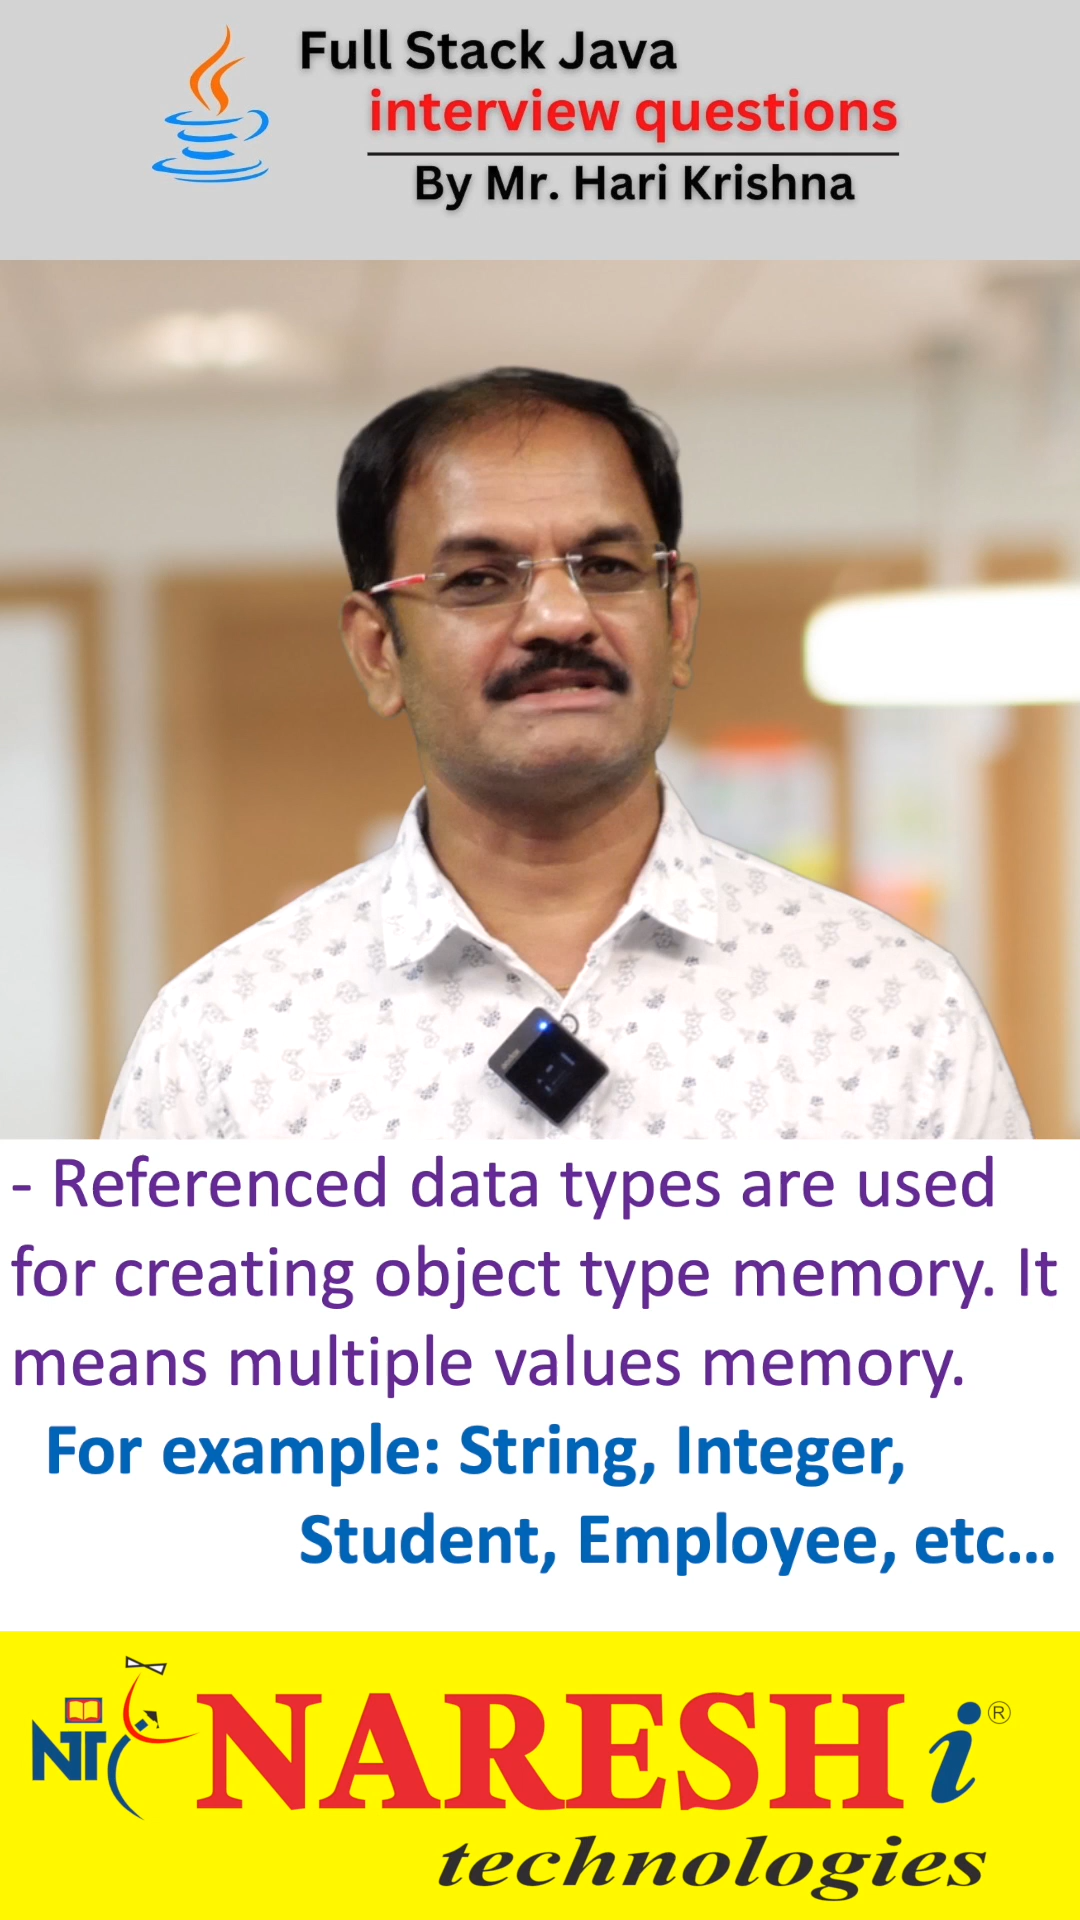 Full Stack Java
interview questions
By Mr. Hari Krishna
- Referenced data types are used
for creating object type memory. It
means multiple values memory.
For example: String, Integer,
Student, Employee, etc...
NT
NARESH i ®
technologies